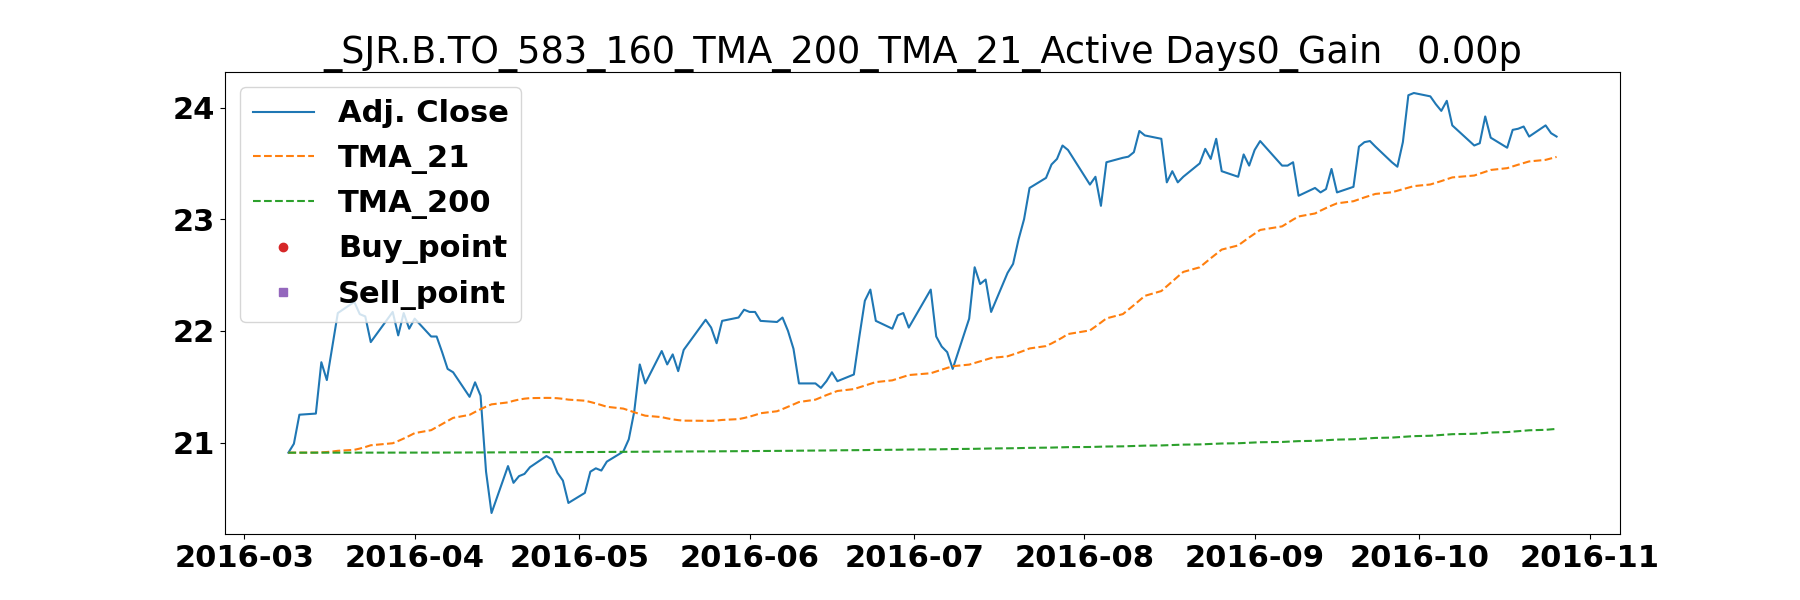 _SJR.B.TO_583_160_TMA_200_TMA_21_Active Days0_Gain   0.00p
24
23
22
21
Adj. Close
TMA_21
TMA_200
Buy_point
Sell_point
2016-03 2016-04 2016-05 2016-06 2016-07 2016-08 2016-09 2016-10 2016-11